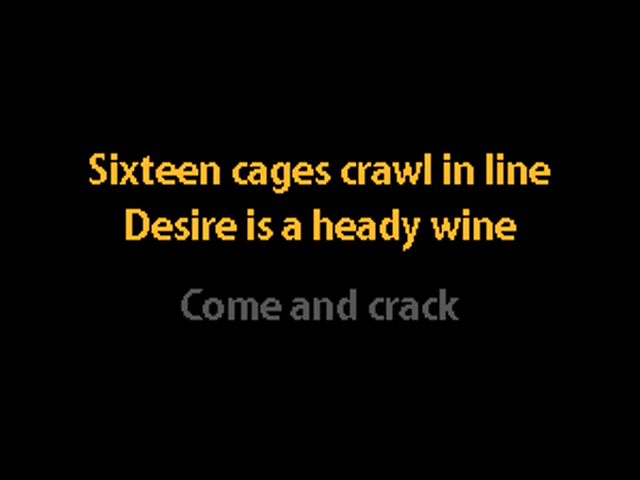 Sixteen cages crawl in line
Desire is a heady wine
Come and crack